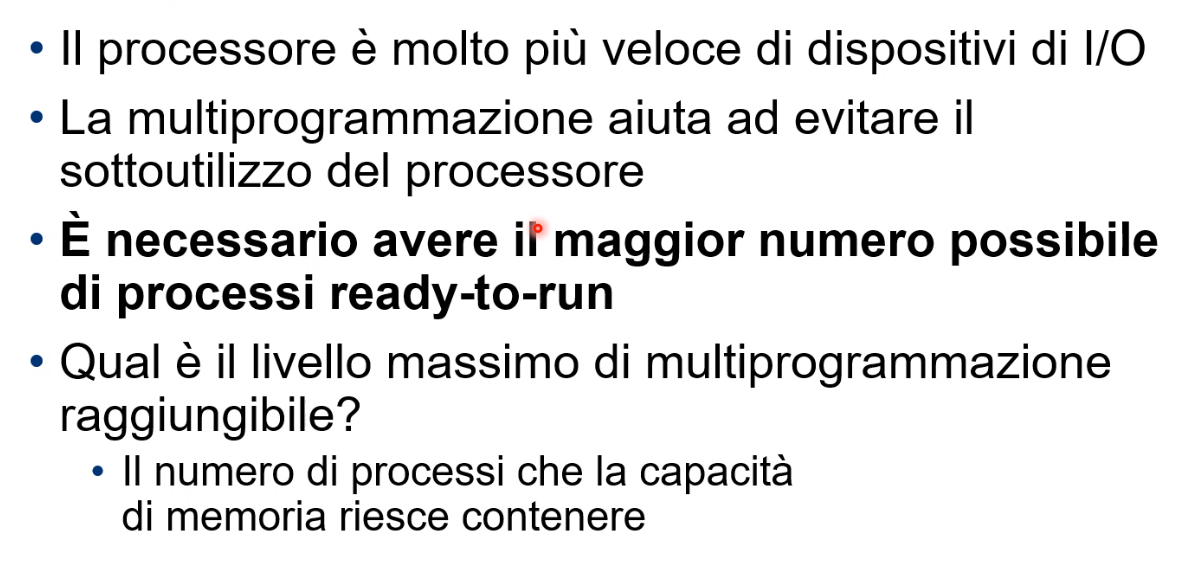 • Il processore è molto più veloce di dispositivi di I/O
• La multiprogrammazione aiuta ad evitare il
sottoutilizzo del processore
• È necessario avere il maggior numero possibile
di processi ready-to-run
• Qual è il livello massimo di multiprogrammazione
raggiungibile?
• Il numero di processi che la capacità
di memoria riesce contenere